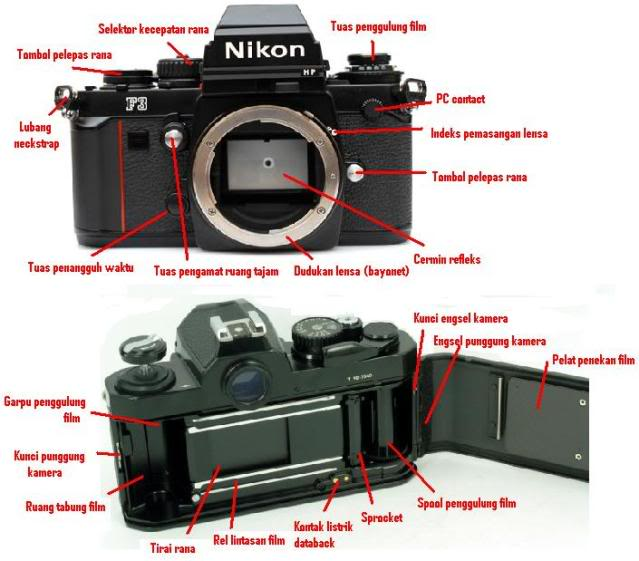 Selektor kecepatan rana
Tuas penggulung film
Tombol pelepas rana
Nikon
HP
F3
PC contact
Lubang
neckstrap
Indeks pemasangan lensa
Tombol pelepas rana
Cermin refleks
Tuas penangguh waktu
Tuas pengamat ruang tajam
Dudukan lensa (bayonet)
Kunci engsel kamera
Engsel punggung kamera
Pelat penekan film
Garpu penggulung
film
Kunci punggung
kamera
Ruang tabung film
Tirai rana
Rel lintasan film
Kontak listrik
databack
Sprocket
Spool penggulung film